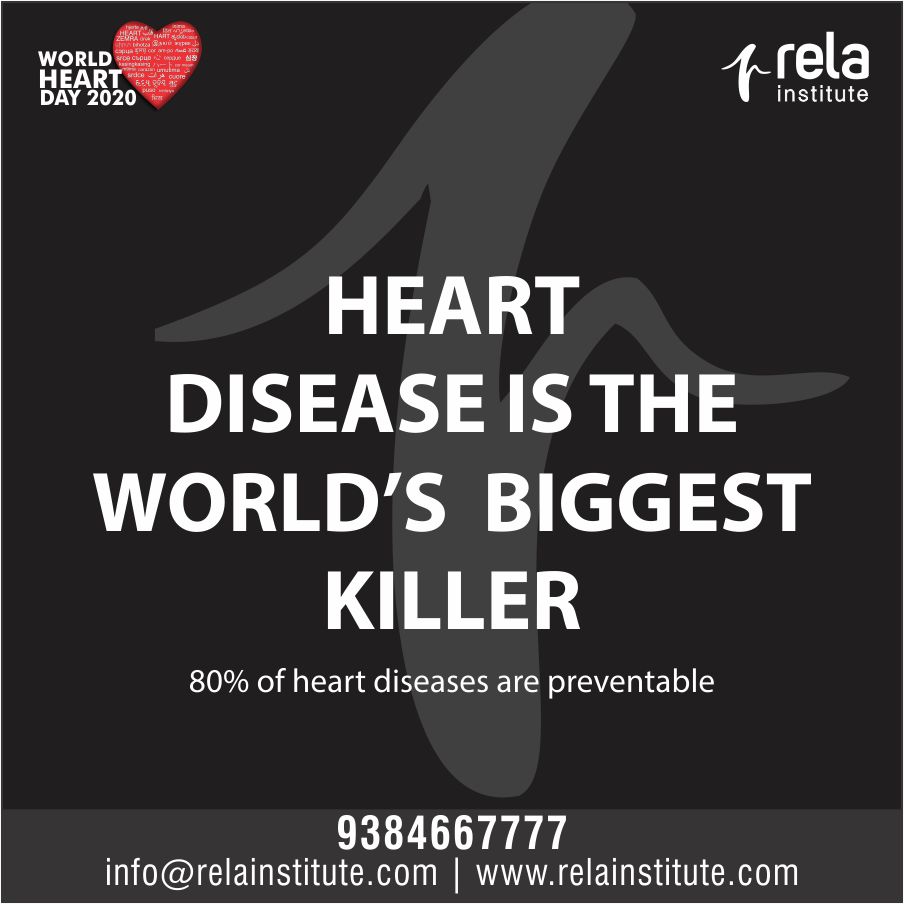 WORLD
HEART
DAY 2020
rela
institute
HEART
DISEASE IS THE
WORLD'S BIGGEST
KILLER
80% of heart diseases are preventable
9384667777
info@relainstitute.com | www.relainstitute.com